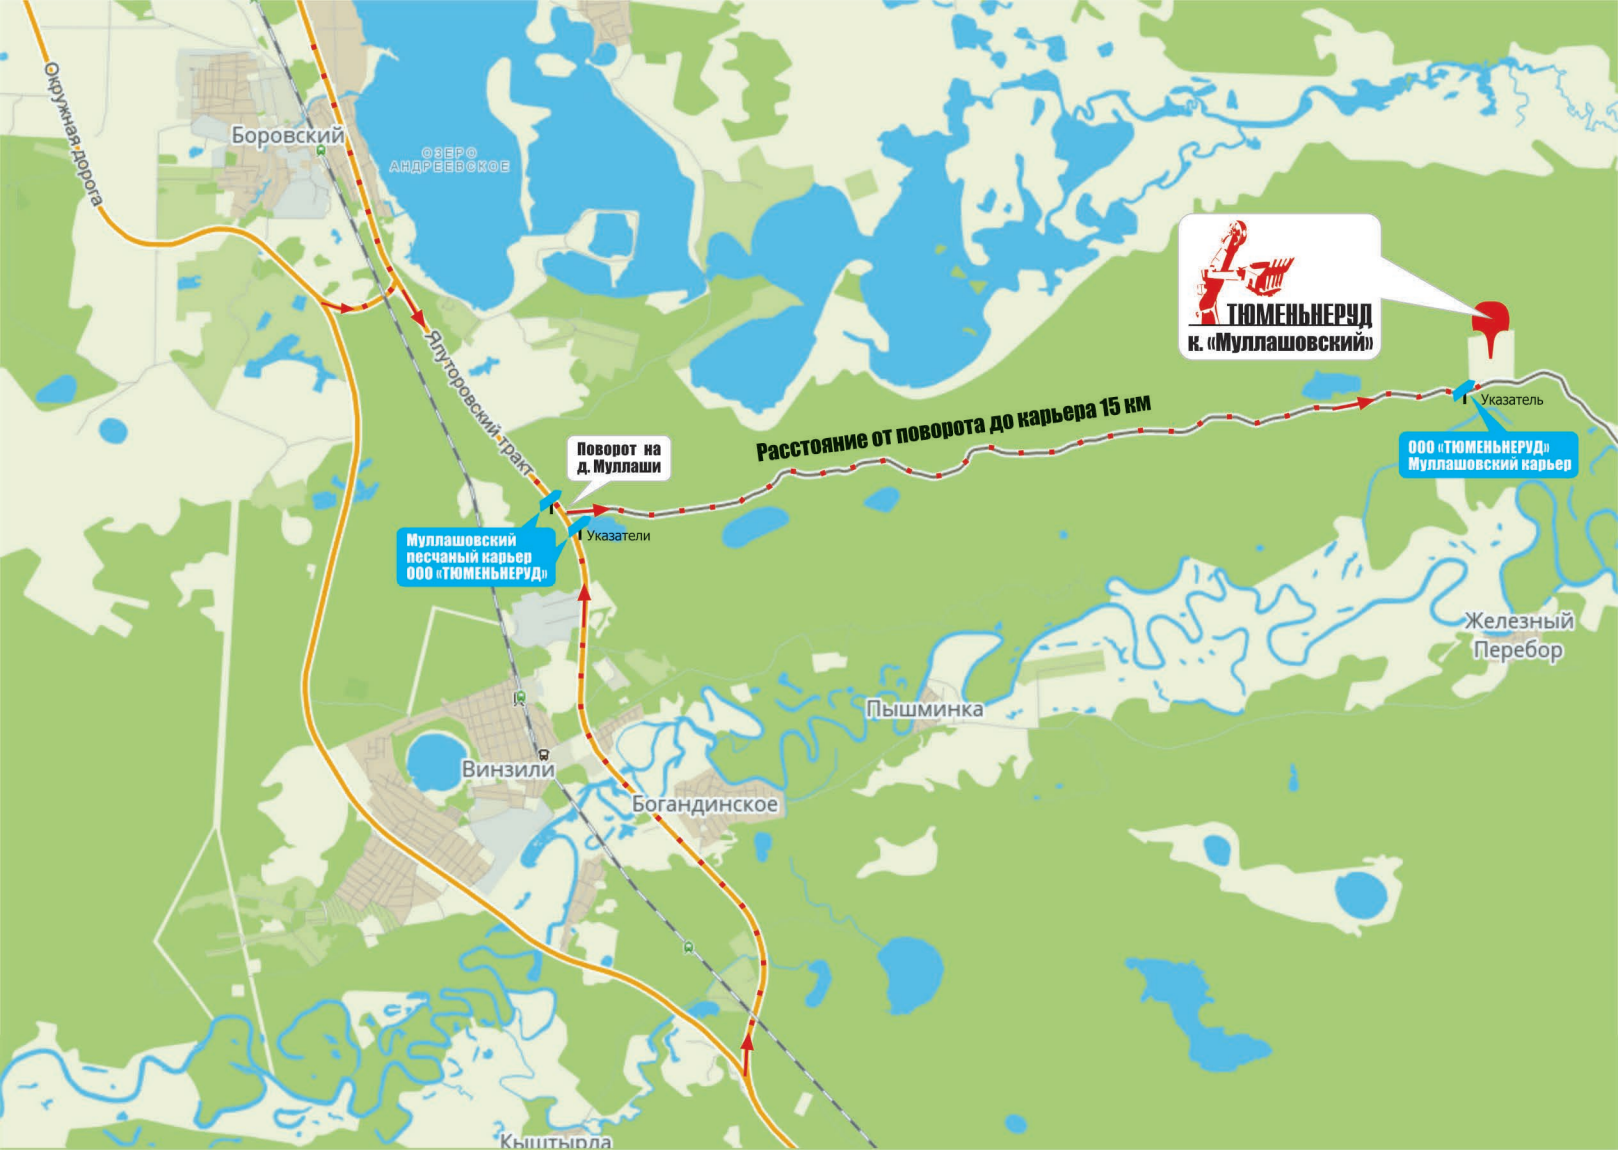 Окружная дорога
Боровский
ОЗЕРО
АНДРЕЕВСКОЕ
ТЮМЕНЬНЕРУД
к. «Муллашовский»
Ялуторовский тракт
Расстояние от поворота до карьера 15 км
Указатель
ООО «ТЮМЕНЬНЕРУД»
Муллашовский карьер
Поворот на
д. Муллаши
Указатели
Муллашовский
песчаный карьер
ООО «ТЮМЕНЬНЕРУД»
Железный
Перебор
Пышминка
Винзили
Богандинское
Кыштырла